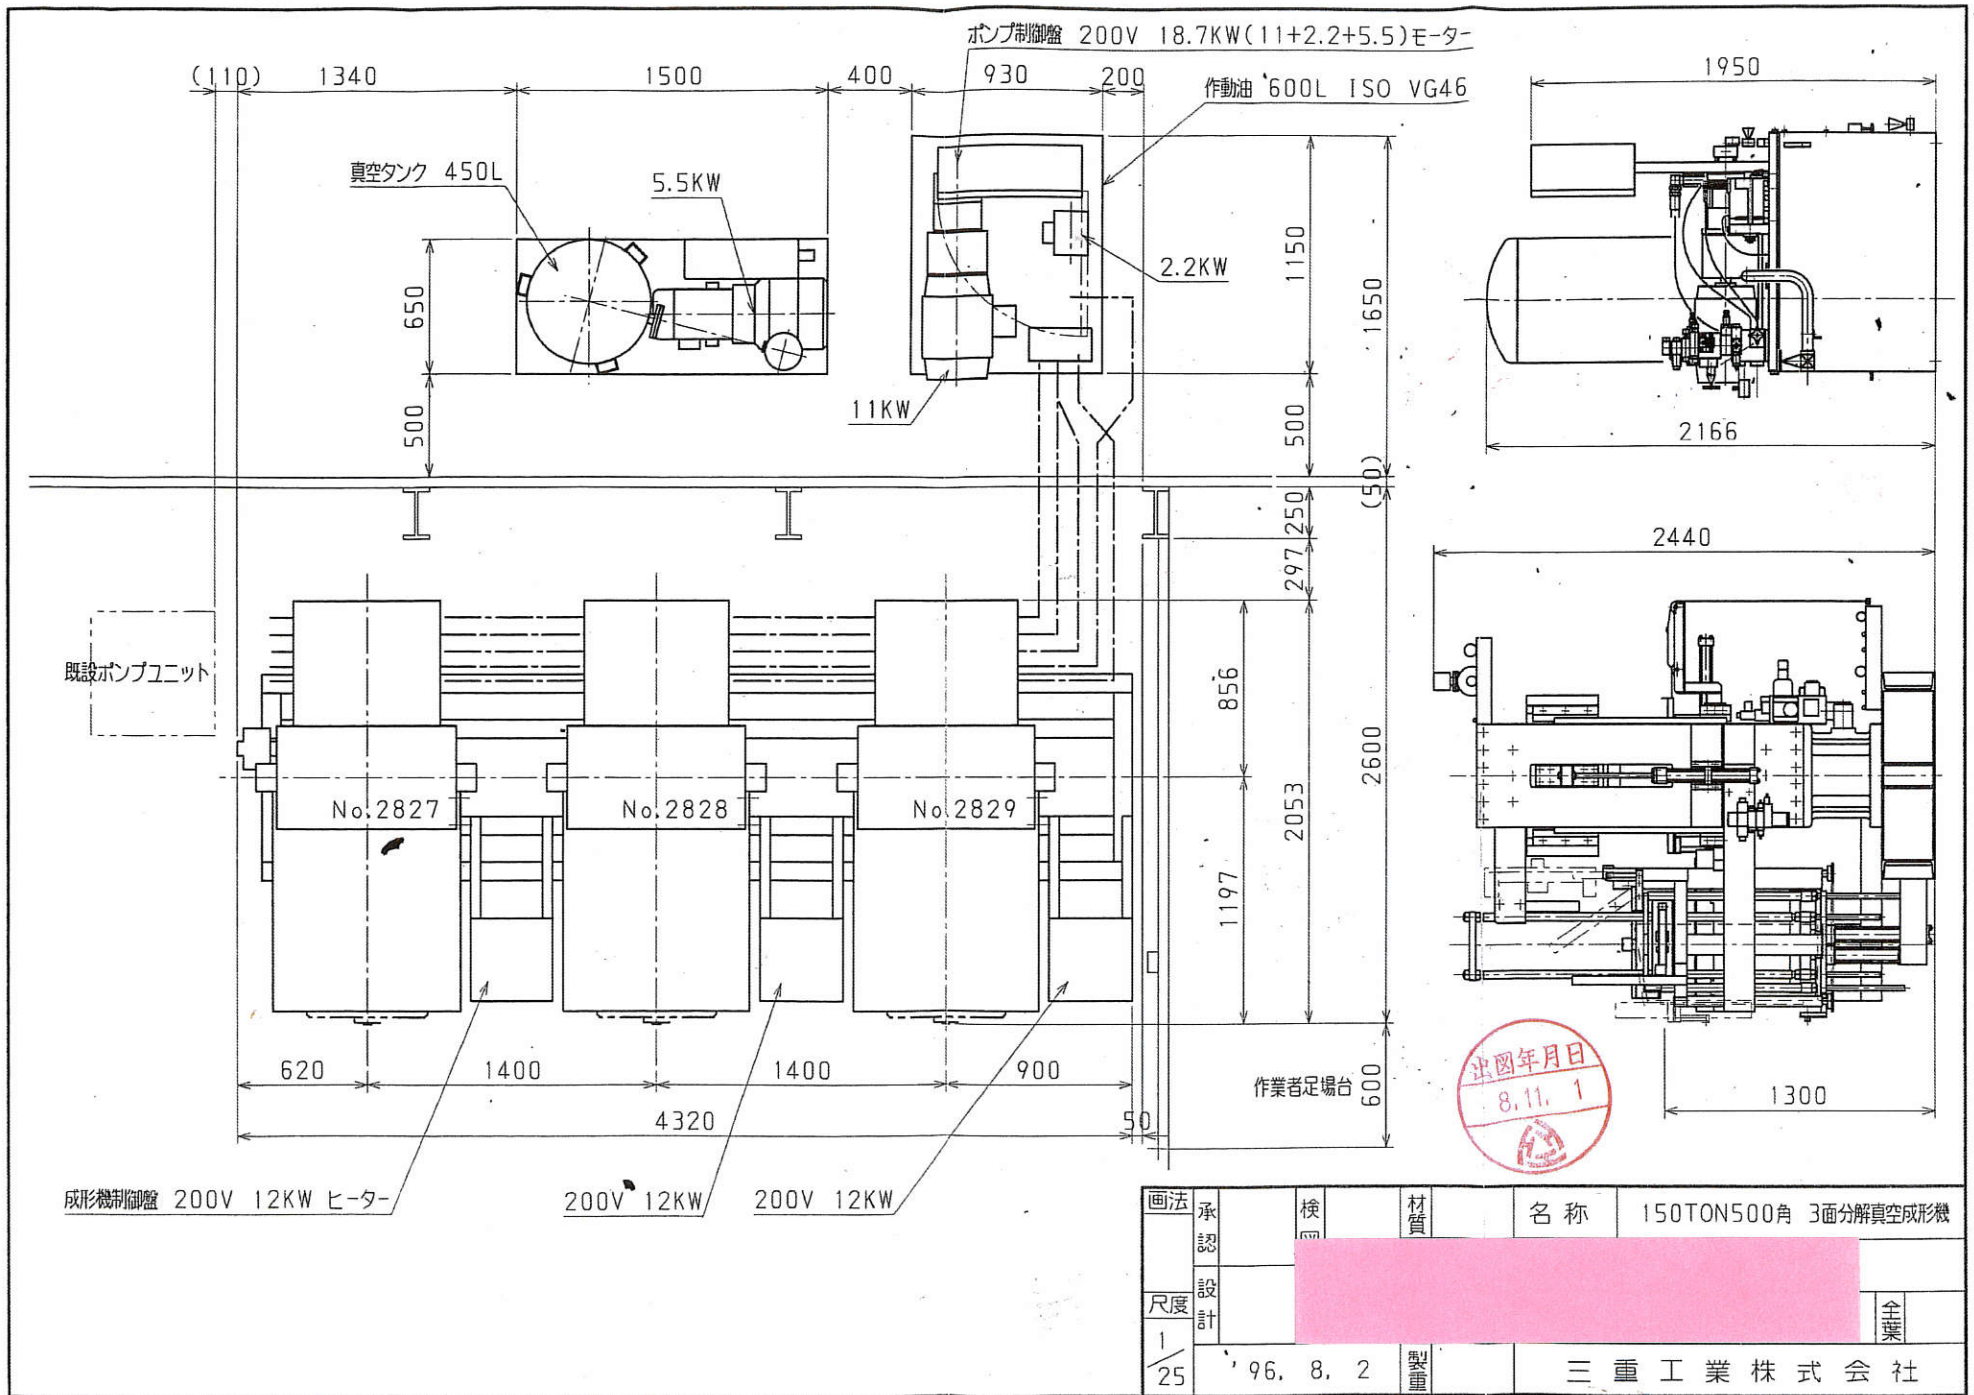 ポンプ制御盤 200V 18.7KW(11+2.2+5.5)モーター
(110) 1340 1500 400 930 200
作動油 600L ISO VG46
1950
真空タンク 450L
5.5KW
2.2KW
11KW
650
500
1150
1650
500
(50)
250
297
2166
2440
既設ポンプユニット
No.2827
No.2828
No.2829
856
2053
2600
1197
620 1400 1400 900
4320 50
作業者足場台
600
1300
出図年月日
8.11. 1
成形機制御盤 200V 12KW ヒーター
200V 12KW
200V 12KW
画法
承認
検
材質
名称
150TON500角 3面分解真空成形機
尺度
設計
全葉
1/25
'96. 8. 2
製重
三重工業株式会社